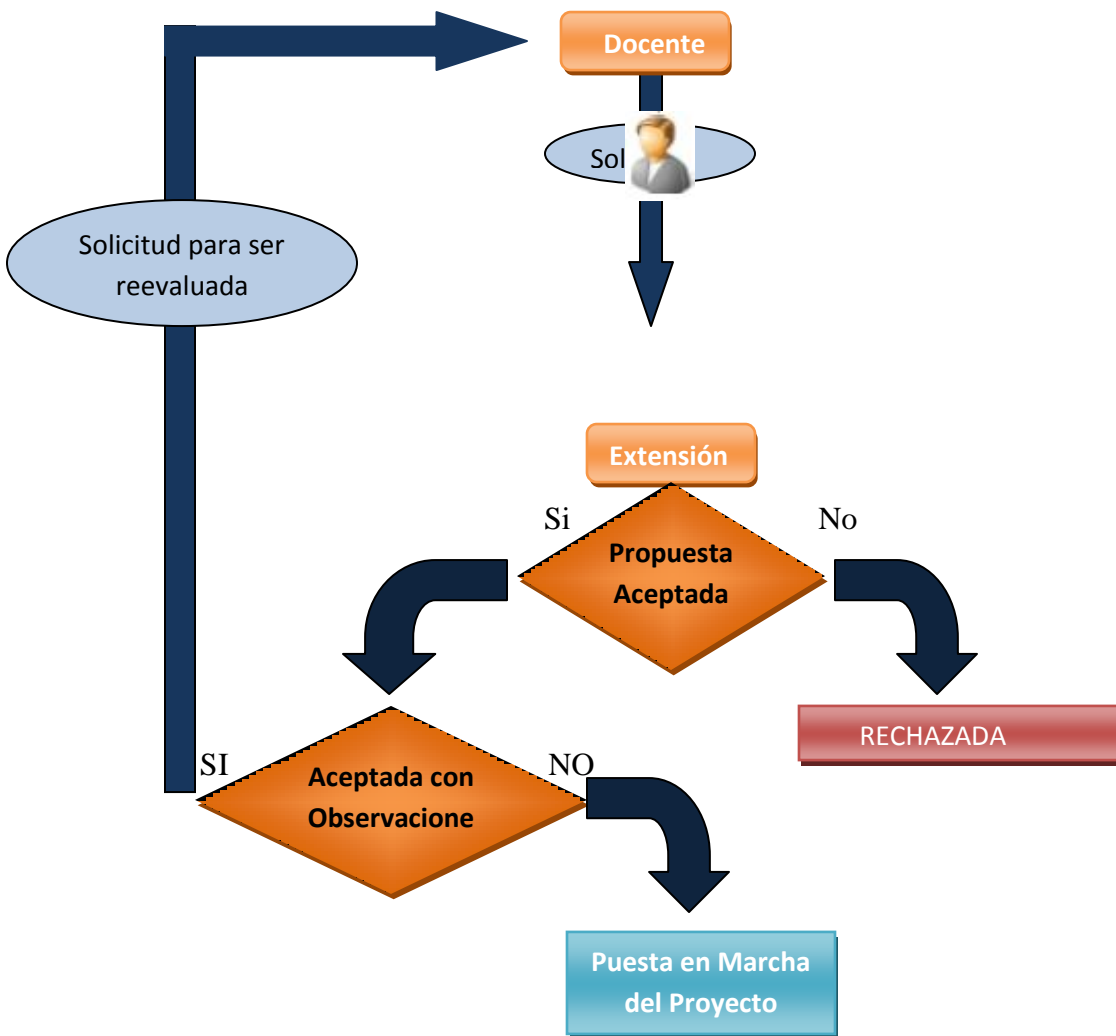 Docente
Sol
Solicitud para ser
reevaluada
Extensión
Si
No
Propuesta
Aceptada
RECHAZADA
SI
NO
Aceptada con
Observacione
Puesta en Marcha
del Proyecto